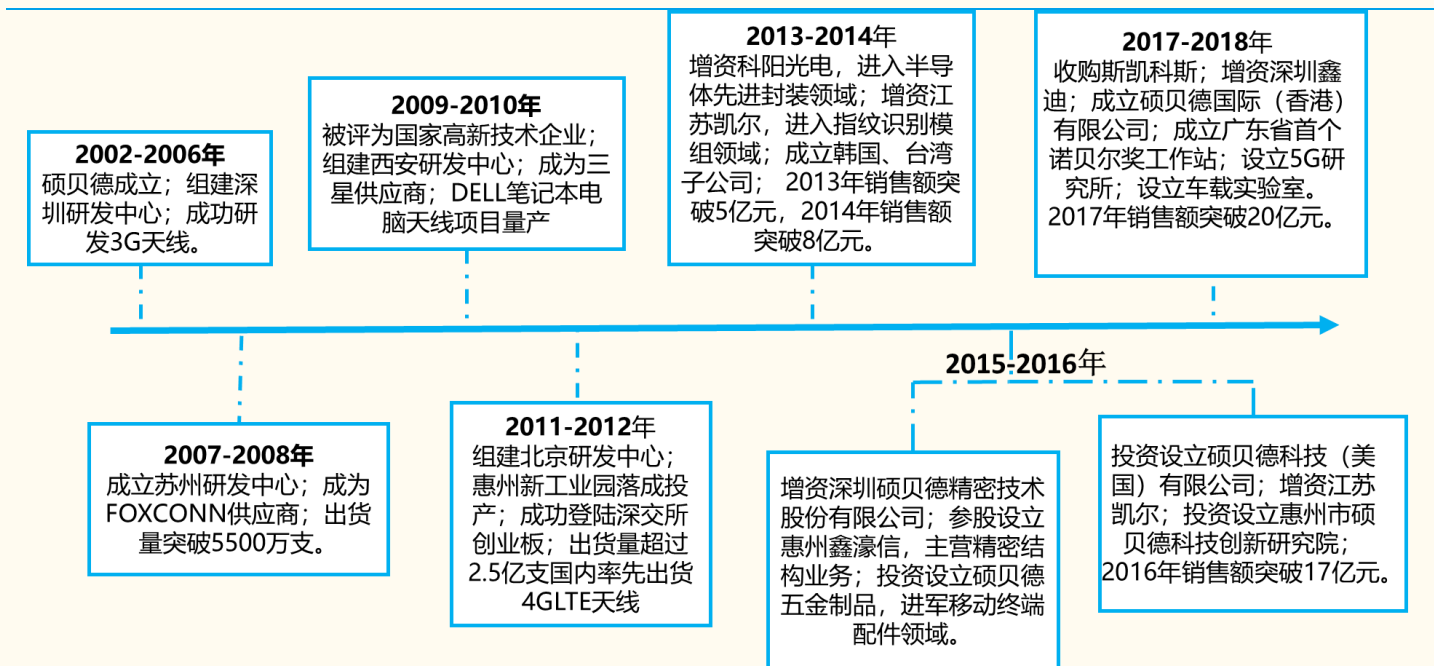 2002-2006年
硕贝德成立；组建深
圳研发中心；成功研
发3G天线。
2009-2010年
被评为国家高新技术企业；
组建西安研发中心；成为三
星供应商；DELL笔记本电
脑天线项目量产
2013-2014年
增资科阳光电，进入半导
体先进封装领域；增资江
苏凯尔，进入指纹识别模
组领域；成立韩国、台湾
子公司； 2013年销售额突
破5亿元，2014年销售额
突破8亿元。
2017-2018年
收购斯凯科斯；增资深圳鑫
迪；成立硕贝德国际（香港）
有限公司；成立广东省首个
诺贝尔奖工作站；设立5G研
究所；设立车载实验室。
2017年销售额突破20亿元。
2007-2008年
成立苏州研发中心；成为
FOXCONN供应商；出货
量突破5500万支。
2011-2012年
组建北京研发中心；
惠州新工业园落成投
产；成功登陆深交所
创业板；出货量超过
2.5亿支国内率先出货
4GLTE天线
2015-2016年
增资深圳硕贝德精密技术
股份有限公司；参股设立
惠州鑫濠信，主营精密结
构业务；投资设立硕贝德
五金制品，进军移动终端
配件领域。
投资设立硕贝德科技（美
国）有限公司；增资江苏
凯尔；投资设立惠州市硕
贝德科技创新研究院；
2016年销售额突破17亿元。